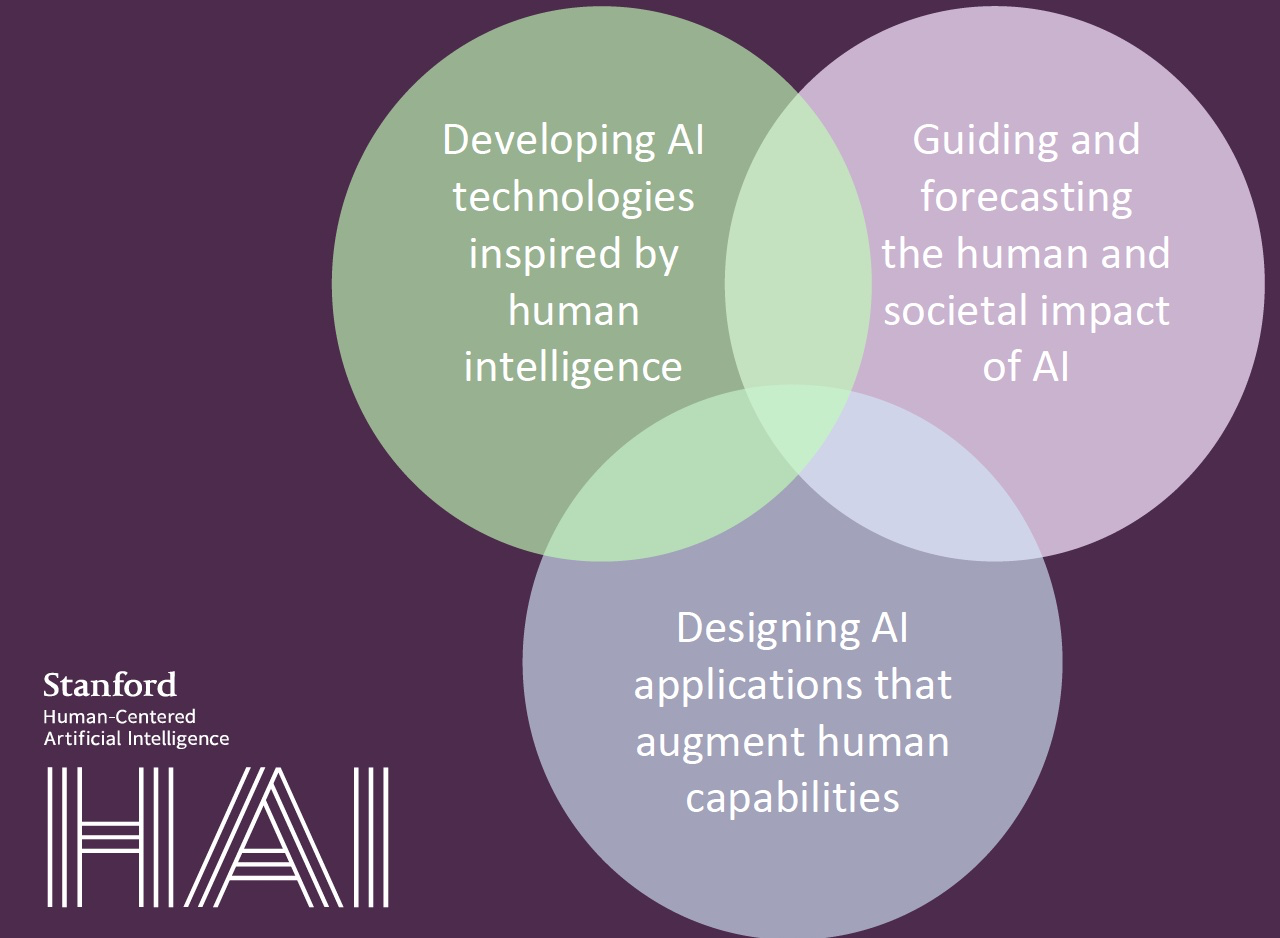 Developing AI
technologies
inspired by
human
intelligence
Guiding and
forecasting
the human and
societal impact
of AI
Designing AI
applications that
augment human
capabilities
Stanford
Human-Centered
Artificial Intelligence
HAI